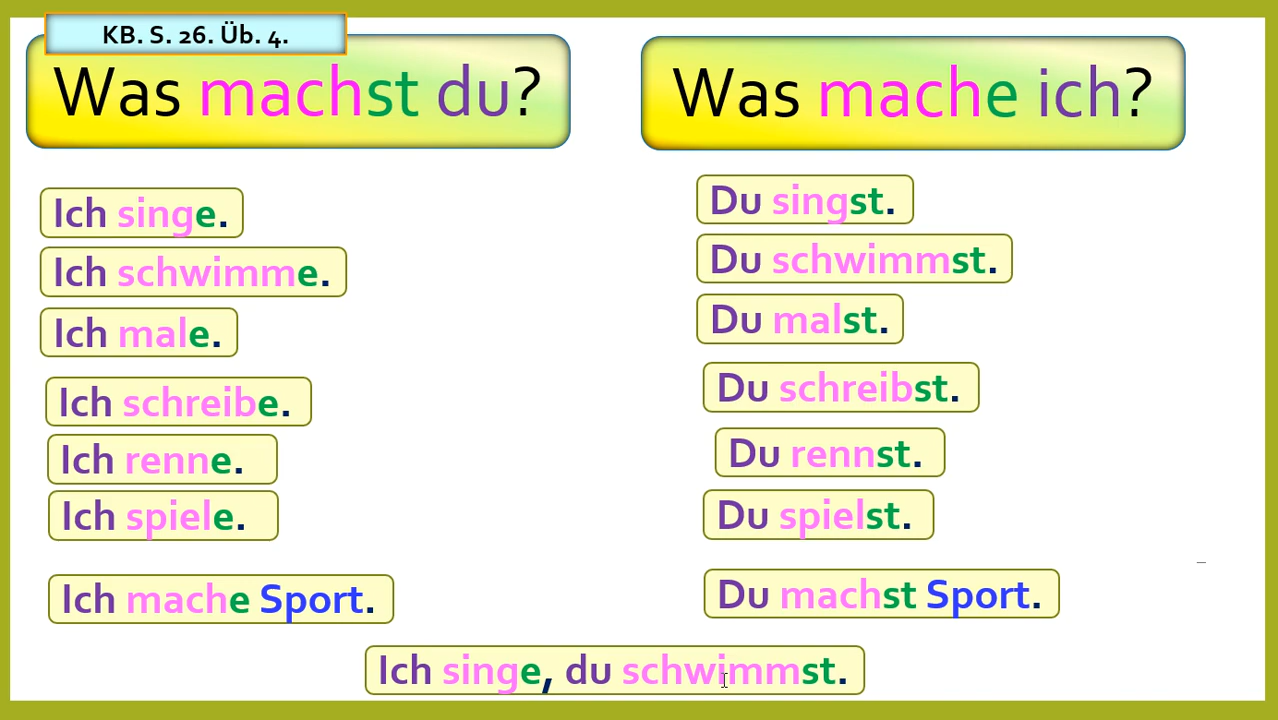 KB. S. 26. Üb. 4.
Was machst du?
Ich singe.
Ich schwimme.
Ich male.
Ich schreibe.
Ich renne.
Ich spiele.
Ich mache Sport.
Was mache ich?
Du singst.
Du schwimmst.
Du malst.
Du schreibst.
Du rennst.
Du spielst.
Du machst Sport.
Ich singe, du schwimmst.